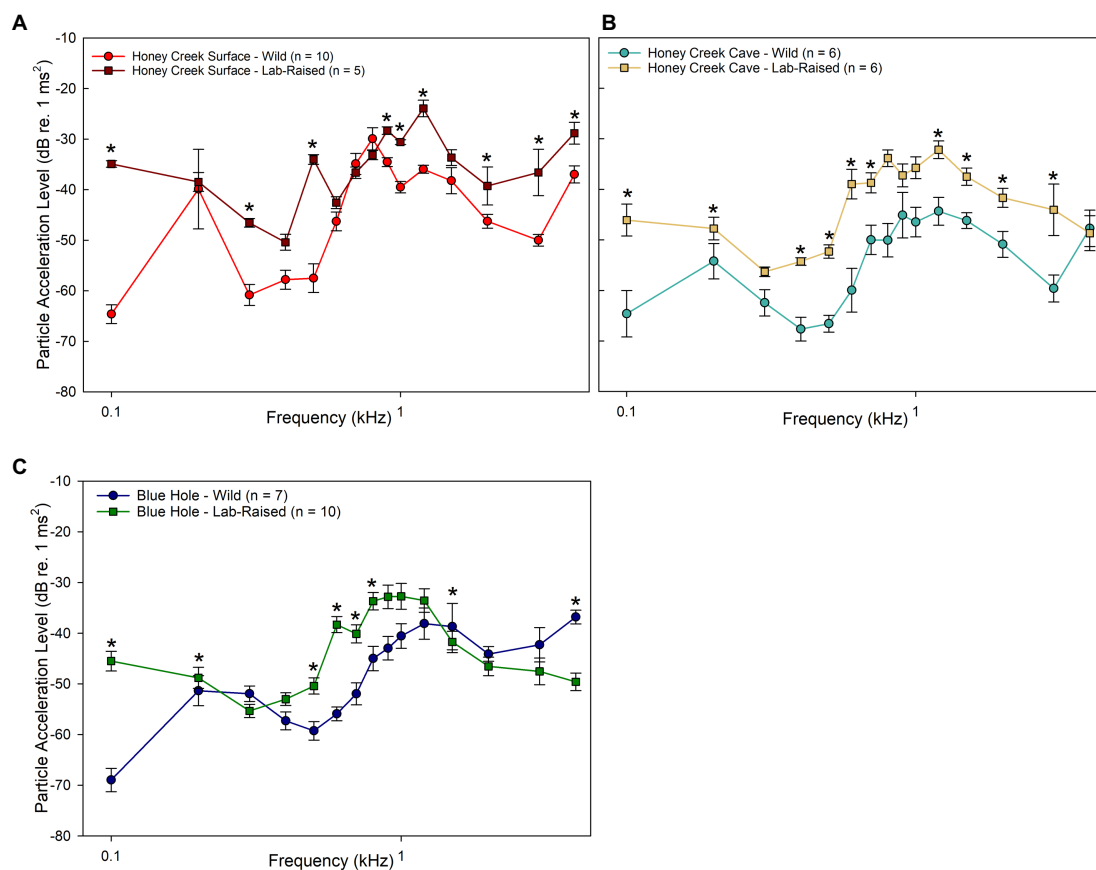 A
-10
-20
-30
-40
-50
-60
-70
-80
Particle Acceleration Level (dB re. 1 ms²)
Honey Creek Surface - Wild (n = 10)
Honey Creek Surface - Lab-Raised (n = 5)
* * * * * * * * *
0.1
1
Frequency (kHz)
B
Honey Creek Cave - Wild (n = 6)
Honey Creek Cave - Lab-Raised (n = 6)
* * * * * * * * * *
0.1
1
Frequency (kHz)
C
-10
-20
-30
-40
-50
-60
-70
-80
Particle Acceleration Level (dB re. 1 ms²)
Blue Hole - Wild (n = 7)
Blue Hole - Lab-Raised (n = 10)
* * * * * * * *
0.1
1
Frequency (kHz)